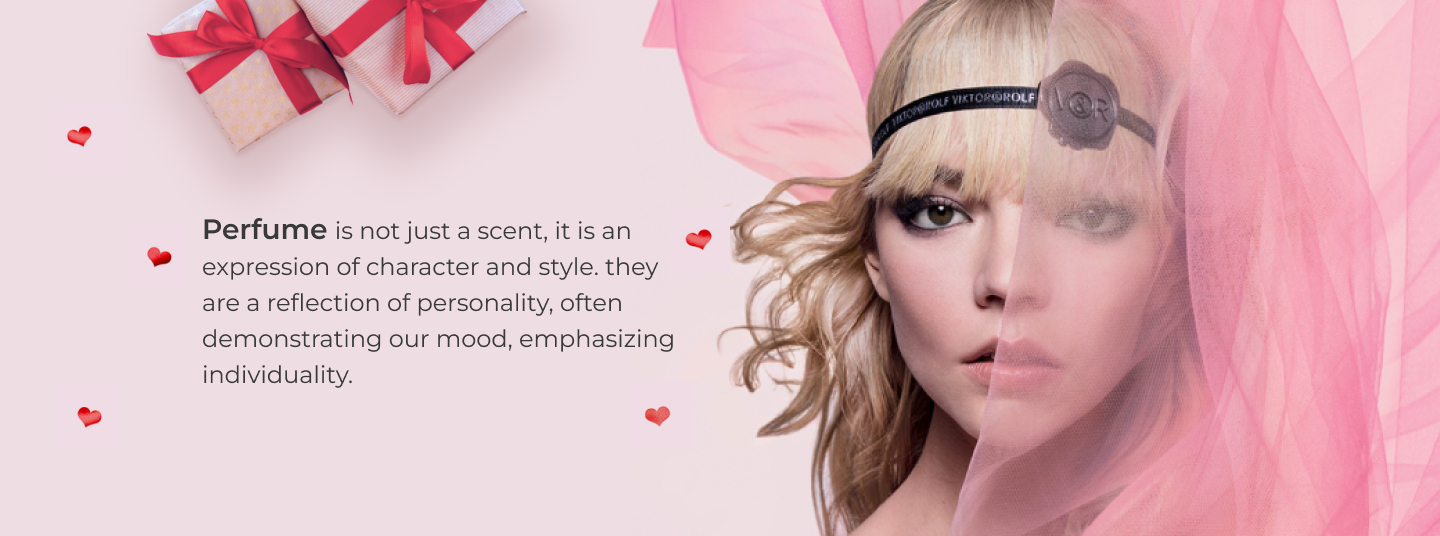 VIKTOR&ROLF VIKTOR&ROLF
V&R
Perfume is not just a scent, it is an
expression of character and style. they
are a reflection of personality, often
demonstrating our mood, emphasizing
individuality.